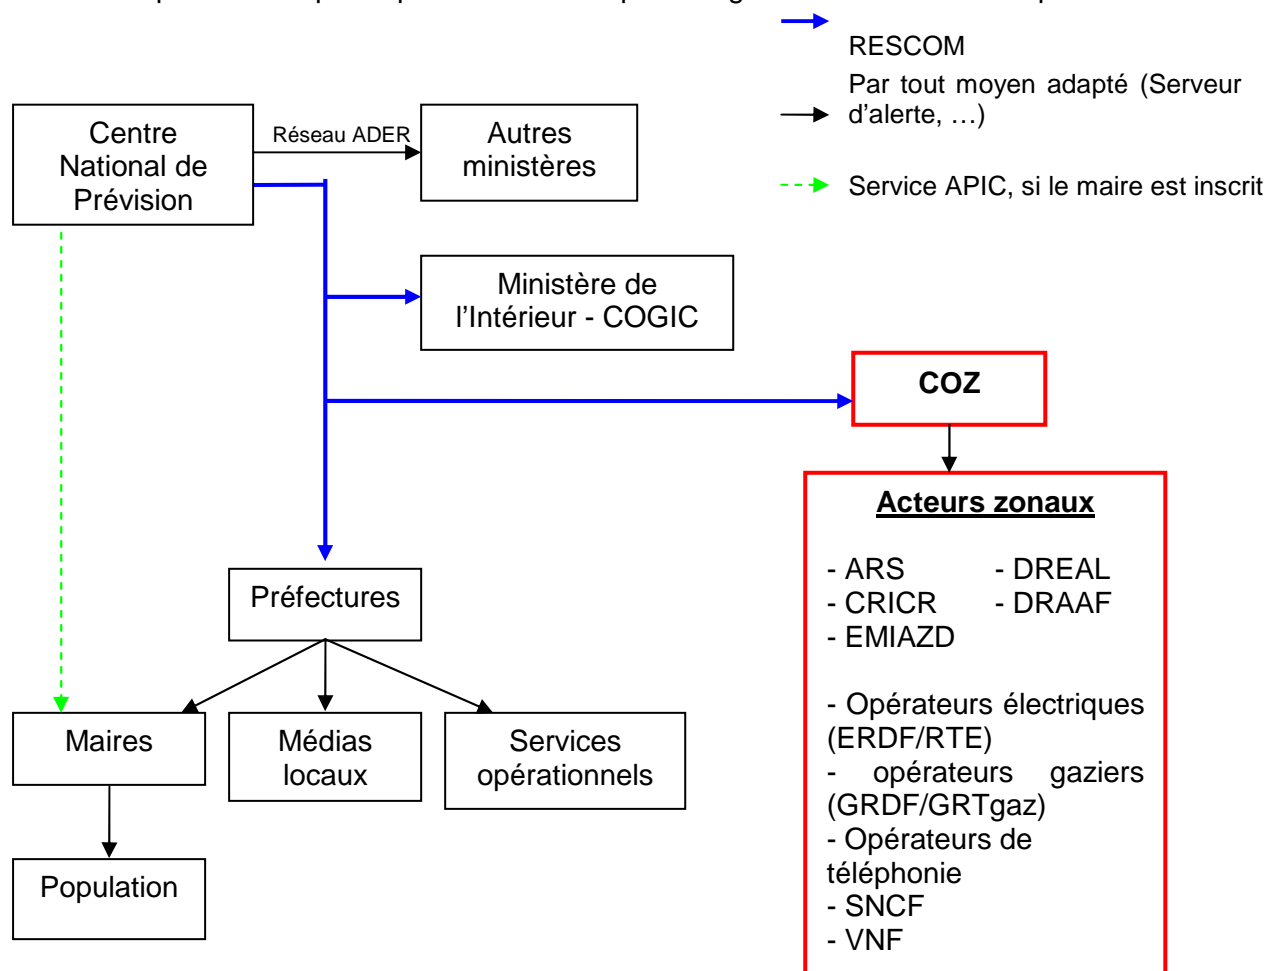 RESCOM
Par tout moyen adapté (Serveur
d'alerte, …)
Service APIC, si le maire est inscrit
Centre
National de
Prévision
Réseau ADER
Autres
ministères
Ministère de
l'Intérieur - COGIC
COZ
Acteurs zonaux
- ARS - DREAL
- CRICR - DRAAF
- EMIAZD
- Opérateurs électriques
(ERDF/RTE)
- opérateurs gaziers
(GRDF/GRTgaz)
- Opérateurs de
téléphonie
- SNCF
- VNF
Préfectures
Maires
Médias
locaux
Services
opérationnels
Population